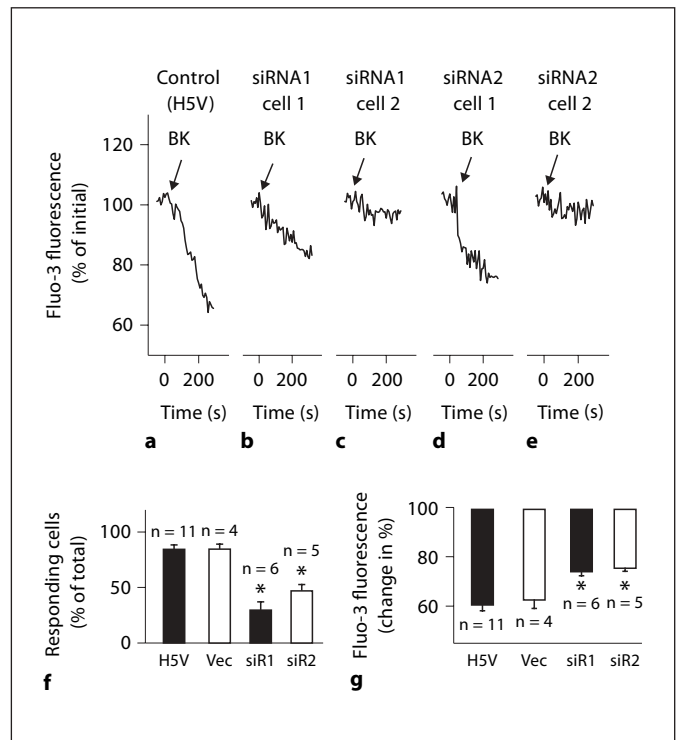 Control siRNA1 siRNA1 siRNA2 siRNA2
(H5V) cell 1 cell 2 cell 1 cell 2
Fluo-3 fluorescence
(% of initial)
120
100
80
60
BK BK BK BK BK
0 200 0 200 0 200 0 200 0 200
Time (s) Time (s) Time (s) Time (s) Time (s)
a b c d e
Responding cells
(% of total)
100
50
0
n = 11 n = 4
n = 6
n = 5
* *
H5V Vec siR1 siR2
f
Fluo-3 fluorescence
(change in %)
100
80
60
* *
n = 6 n = 5
n = 11 n = 4
H5V Vec siR1 siR2
g